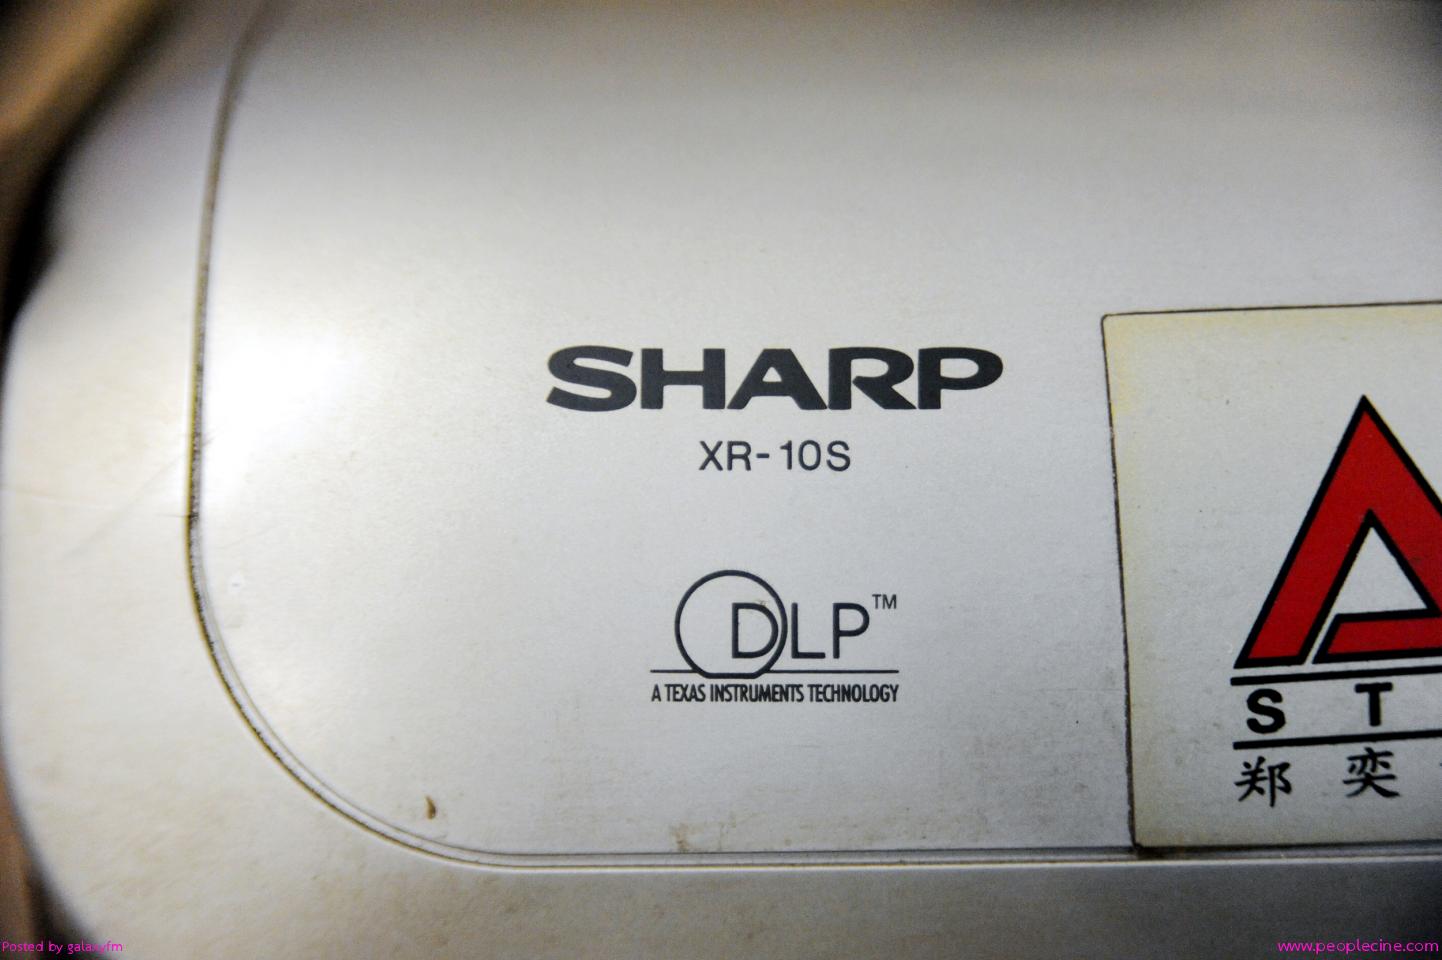 SHARP
XR-10S
DLP™
A TEXAS INSTRUMENTS TECHNOLOGY
S T
郑 奕
Posted by galaxyfm
www.peoplecine.com